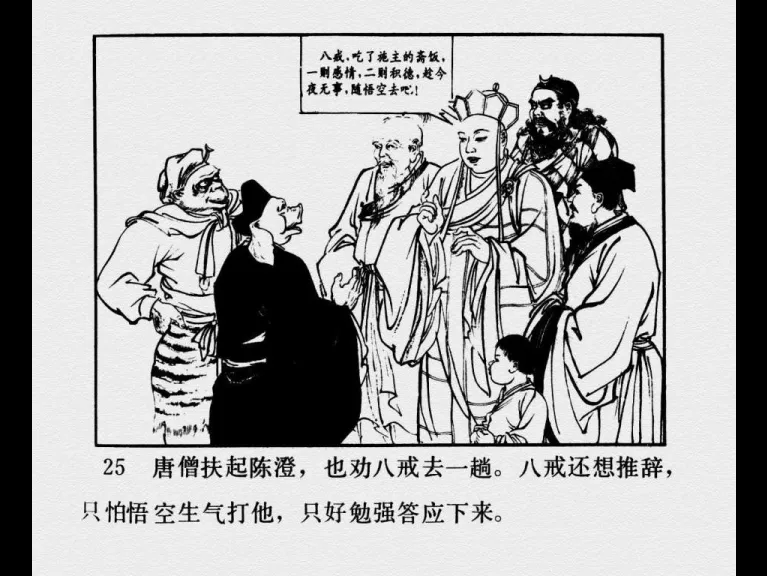 八戒,吃了施主的斋饭,
一则感情,二则积德,趁今
夜无事,随悟空去吧!
25 唐僧扶起陈澄,也劝八戒去一趟。八戒还想推辞,
只怕悟空生气打他,只好勉强答应下来。